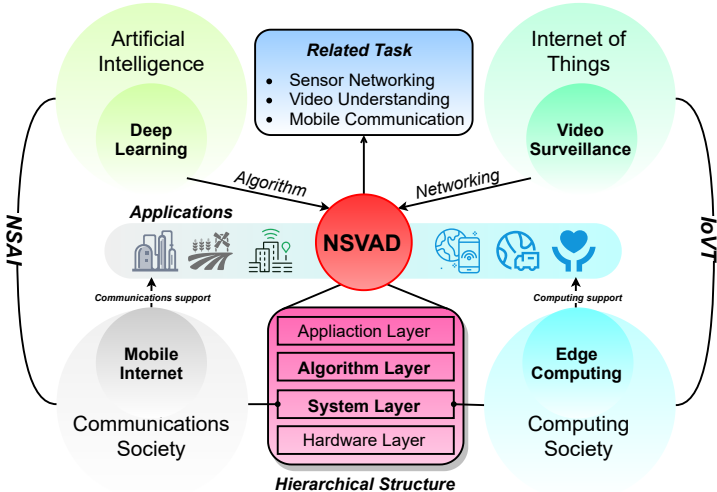 Artificial
Intelligence
Deep
Learning
Related Task
• Sensor Networking
• Video Understanding
• Mobile Communication
Internet of
Things
Video
Surveillance
Algorithm
Networking
NSAI
IoVT
Applications
NSVAD
Communications support
Computing support
Mobile
Internet
Communications
Society
Appliaction Layer
Algorithm Layer
System Layer
Hardware Layer
Hierarchical Structure
Edge
Computing
Computing
Society